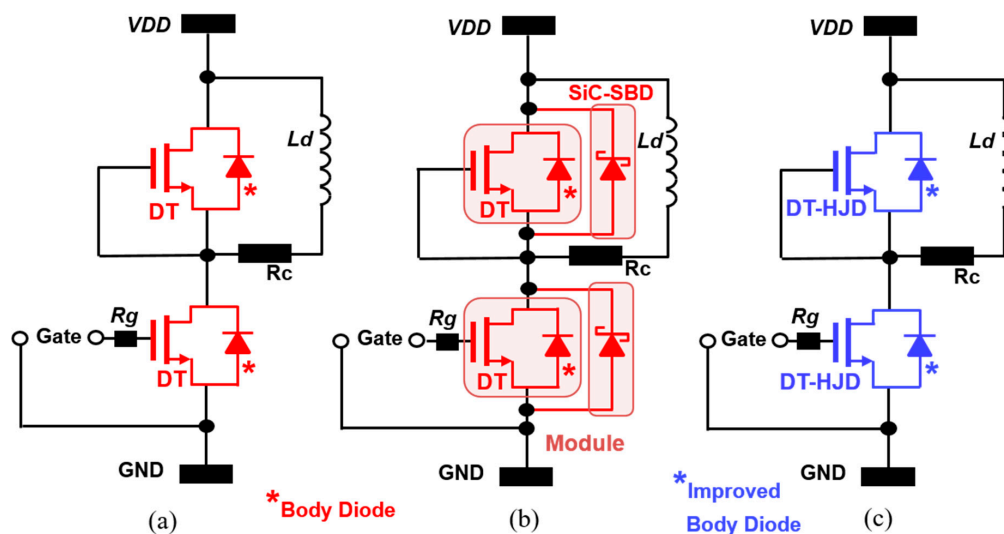 VDD
Ld
*
DT
Rc
Gate
Rg
*
DT
GND
*Body Diode
(a)
VDD
SiC-SBD
Ld
*
DT
Rc
Gate
Rg
*
DT
Module
GND
(b)
VDD
*
DT-HJD
Rc
Gate
Rg
*
DT-HJD
GND
*Improved
Body Diode
(c)